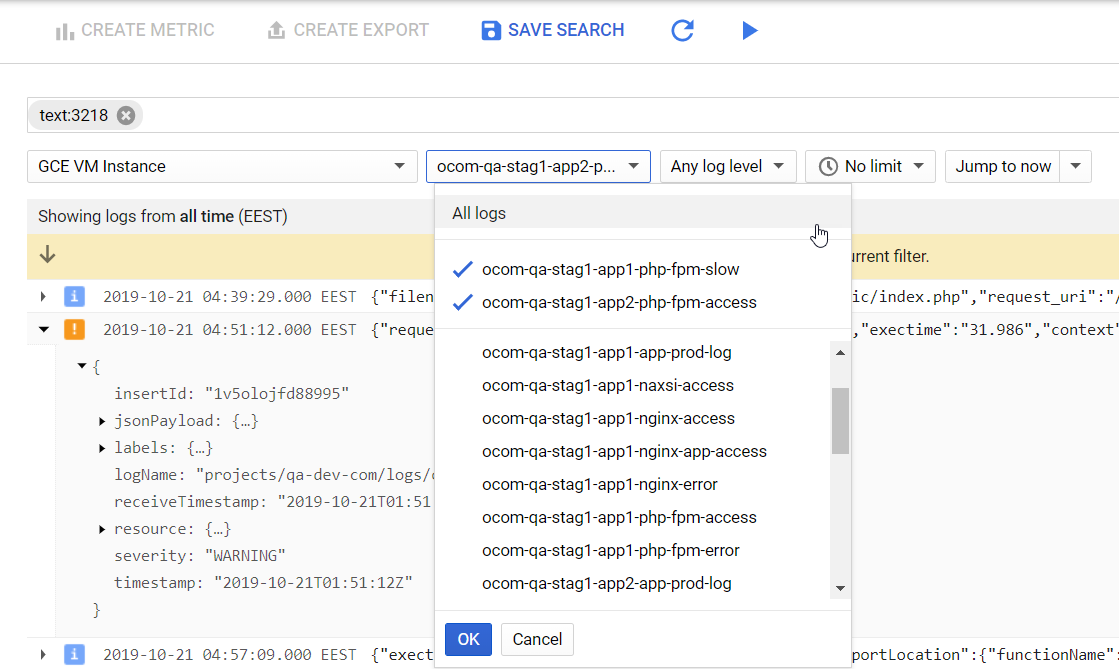 CREATE METRIC CREATE EXPORT SAVE SEARCH
text:3218
GCE VM Instance ocom-qa-stag1-app2-p... Any log level No limit Jump to now
Showing logs from all time (EEST)
All logs
urrent filter.
ocom-qa-stag1-app1-php-fpm-slow
ocom-qa-stag1-app2-php-fpm-access
2019-10-21 04:39:29.000 EEST {"filen ic/index.php","request_uri":"/
2019-10-21 04:51:12.000 EEST {"reque ,"exectime":"31.986","context"
{
insertId: "1v5olojfd88995"
jsonPayload: {…}
labels: {…}
logName: "projects/qa-dev-com/logs/
receiveTimestamp: "2019-10-21T01:51
resource: {…}
severity: "WARNING"
timestamp: "2019-10-21T01:51:12Z"
}
ocom-qa-stag1-app1-app-prod-log
ocom-qa-stag1-app1-naxsi-access
ocom-qa-stag1-app1-nginx-access
ocom-qa-stag1-app1-nginx-app-access
ocom-qa-stag1-app1-nginx-error
ocom-qa-stag1-app1-php-fpm-access
ocom-qa-stag1-app1-php-fpm-error
ocom-qa-stag1-app2-app-prod-log
OK Cancel
2019-10-21 04:57:09.000 EEST {"exect portLocation":{"functionName":